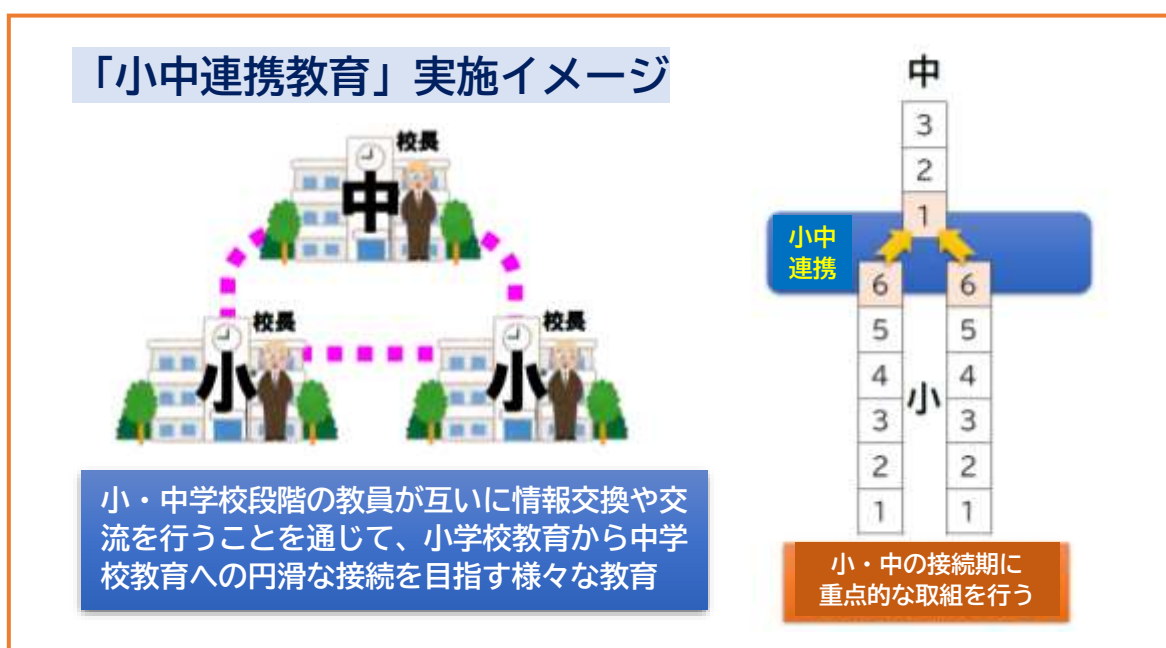 「小中連携教育」実施イメージ
校長
中
校長
小
校長
小
小・中学校段階の教員が互いに情報交換や交
流を行うことを通じて、小学校教育から中学
校教育への円滑な接続を目指す様々な教育
中
3
2
1
小中
連携
6 6
5 5
4 4
小
3 3
2 2
1 1
小・中の接続期に
重点的な取組を行う